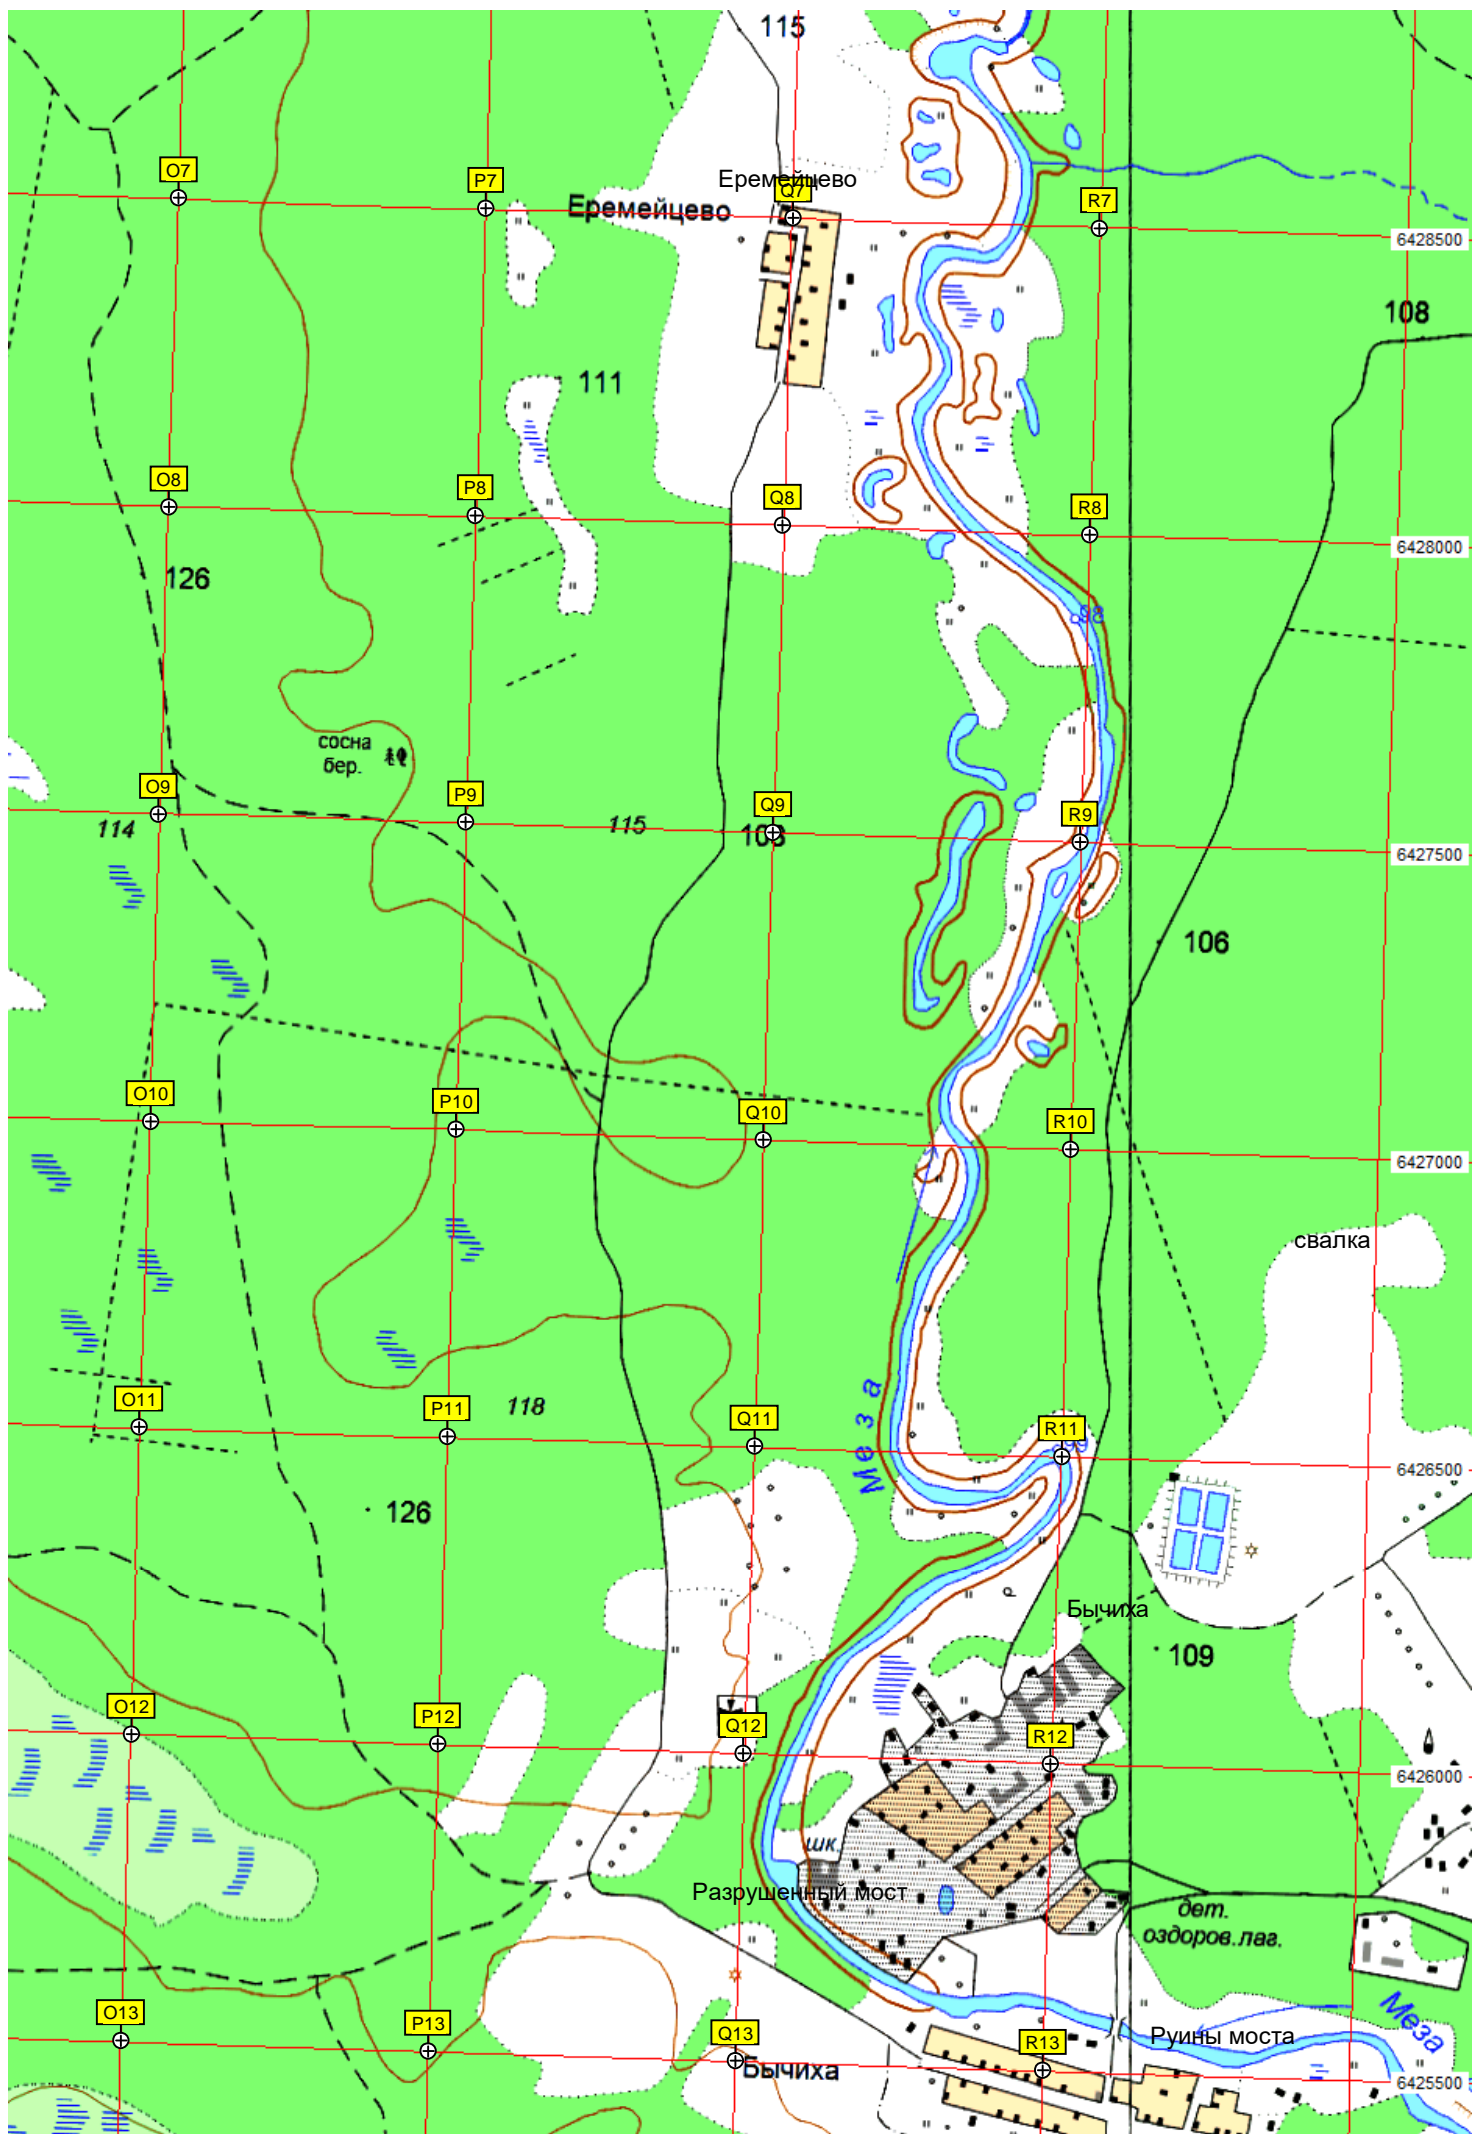 115
O7
P7
Еремейцево
Q7
Еремейцево
R7
6428500
108
111
O8
P8
Q8
R8
6428000
126
98
сосна
бер.
O9
P9
Q9
R9
114
115
6427500
106
O10
P10
Q10
R10
6427000
свалка
O11
P11
118
Q11
Меза
R11
99
6426500
126
Бычиха
109
O12
P12
Q12
R12
6426000
шк.
Разрушенный мост
дет.
оздоров.лаг.
O13
P13
Q13
R13
Меза
Руины моста
Бычиха
6425500